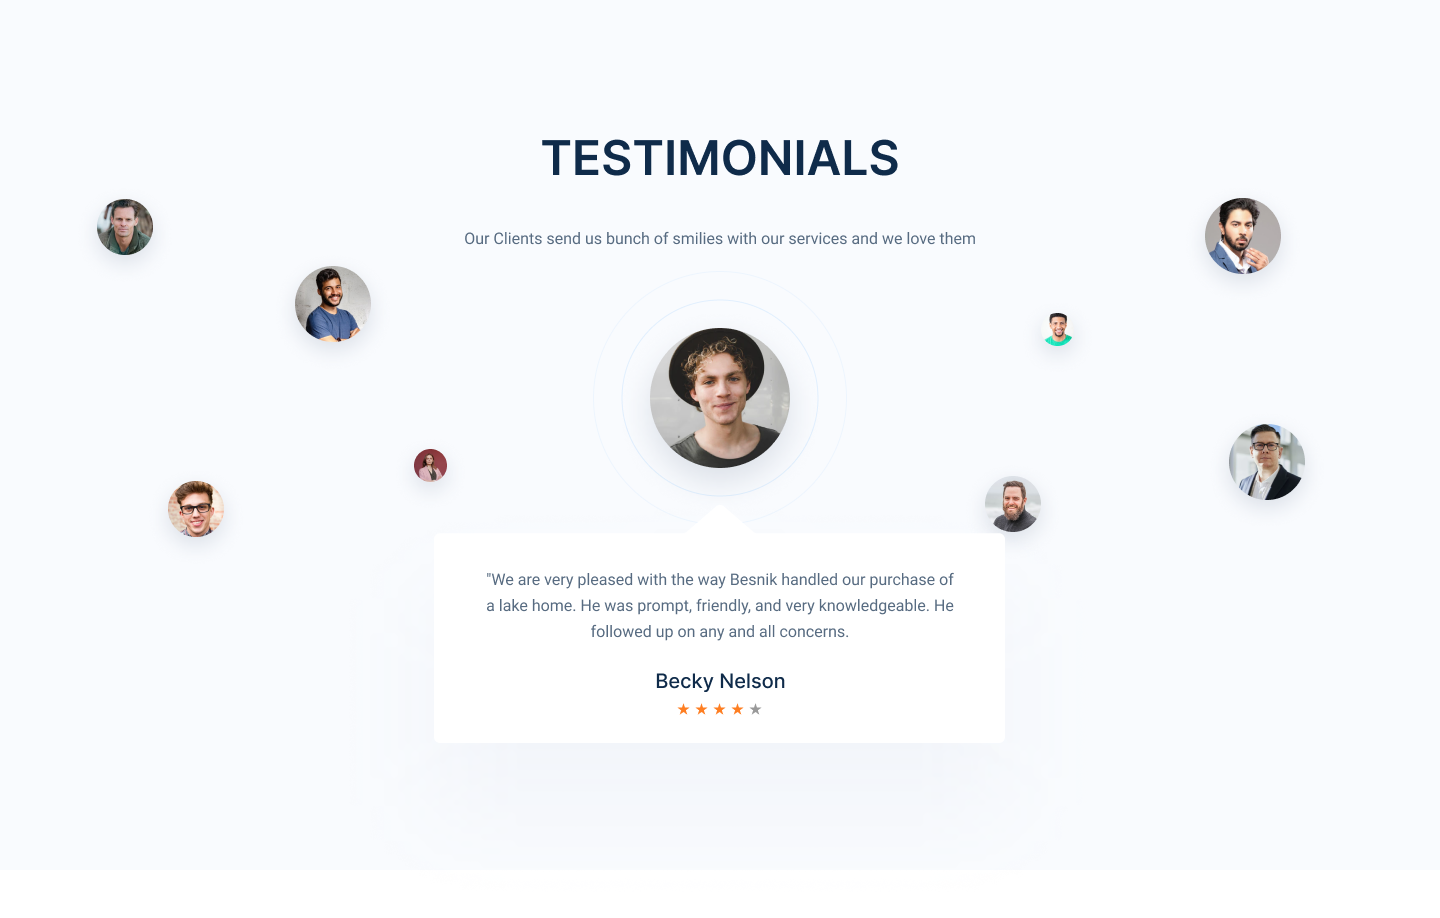 TESTIMONIALS
Our Clients send us bunch of smilies with our services and we love them
"We are very pleased with the way Besnik handled our purchase of
a lake home. He was prompt, friendly, and very knowledgeable. He
followed up on any and all concerns.
Becky Nelson